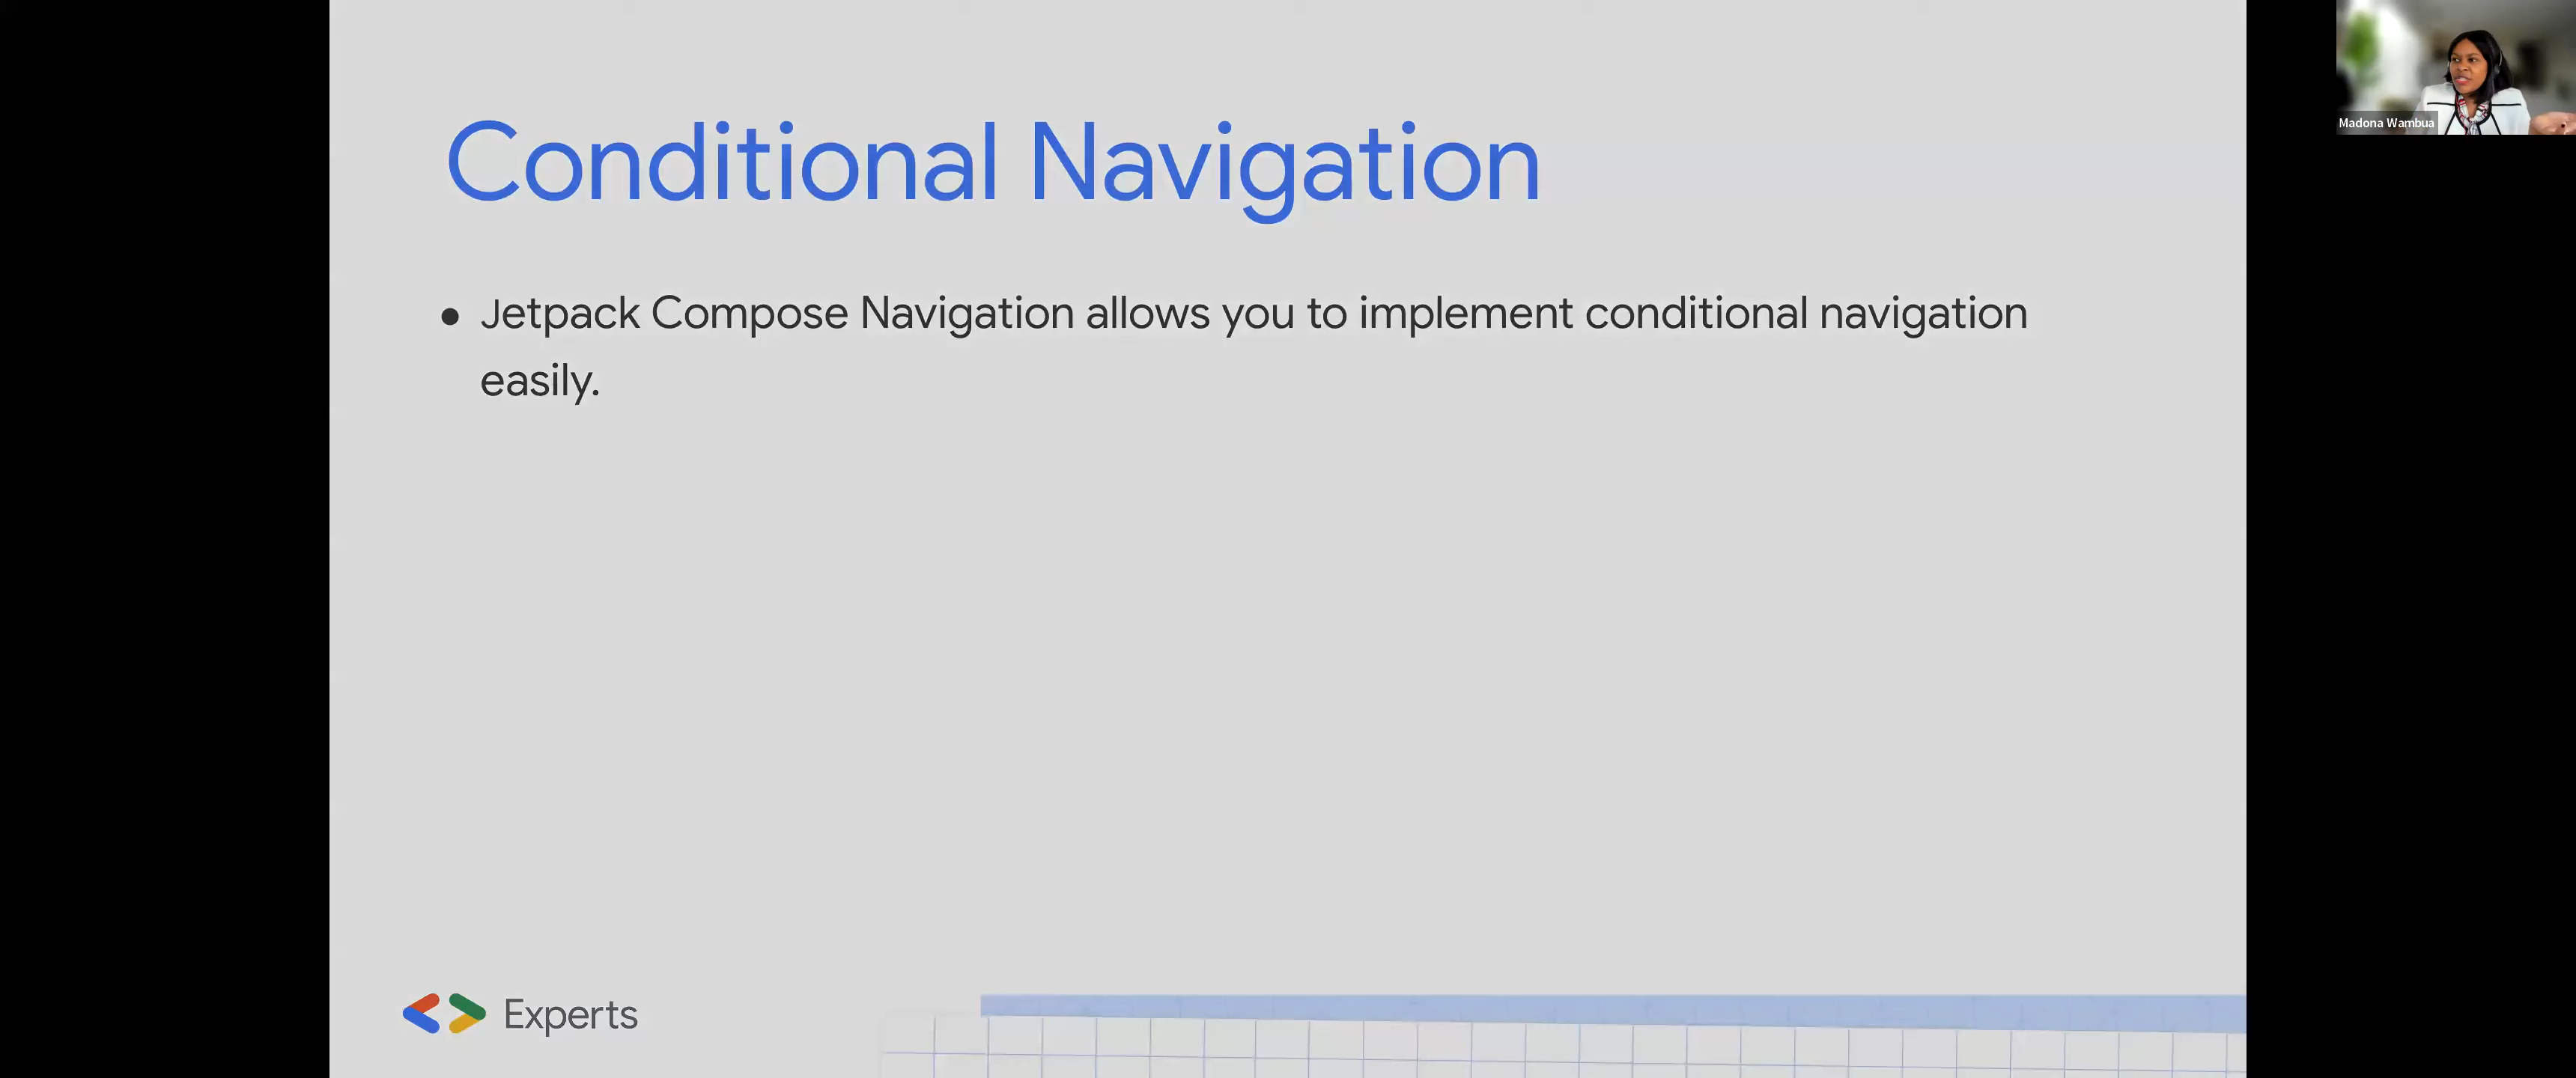 Conditional Navigation
● Jetpack Compose Navigation allows you to implement conditional navigation
easily.
Experts
Madona Wambua